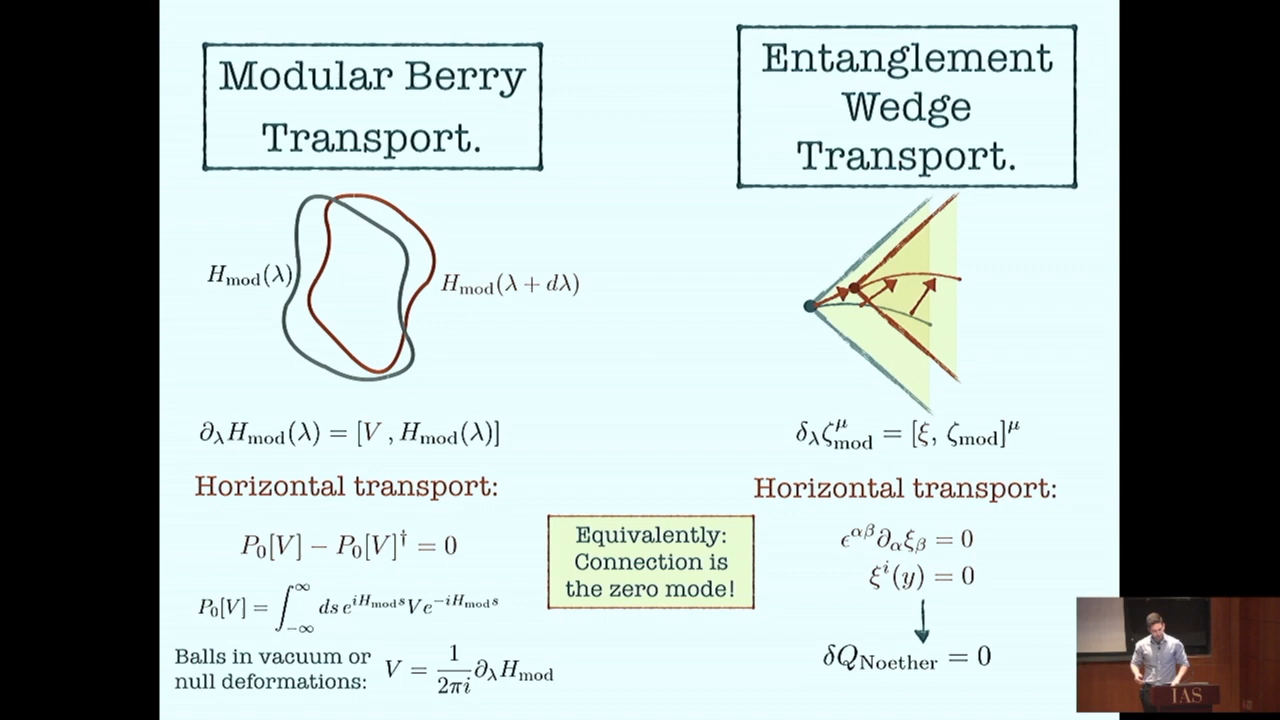 Modular Berry
Transport.
H_mod(λ)
H_mod(λ + dλ)
∂_λ H_mod(λ) = [V , H_mod(λ)]
Horizontal transport:
P_0[V] − P_0[V]^† = 0
P_0[V] = ∫_{−∞}^{∞} ds e^{iH_mod s} V e^{−iH_mod s}
Balls in vacuum or
null deformations:
V = \frac{1}{2πi} ∂_λ H_mod
Equivalently:
Connection is
the zero mode!
Entanglement
Wedge
Transport.
δ_λ ζ^μ_mod = [ξ, ζ_mod]^μ
Horizontal transport:
ϵ^{αβ} ∂_α ξ_β = 0
ξ^i(y) = 0
δQ_Noether = 0
IAS